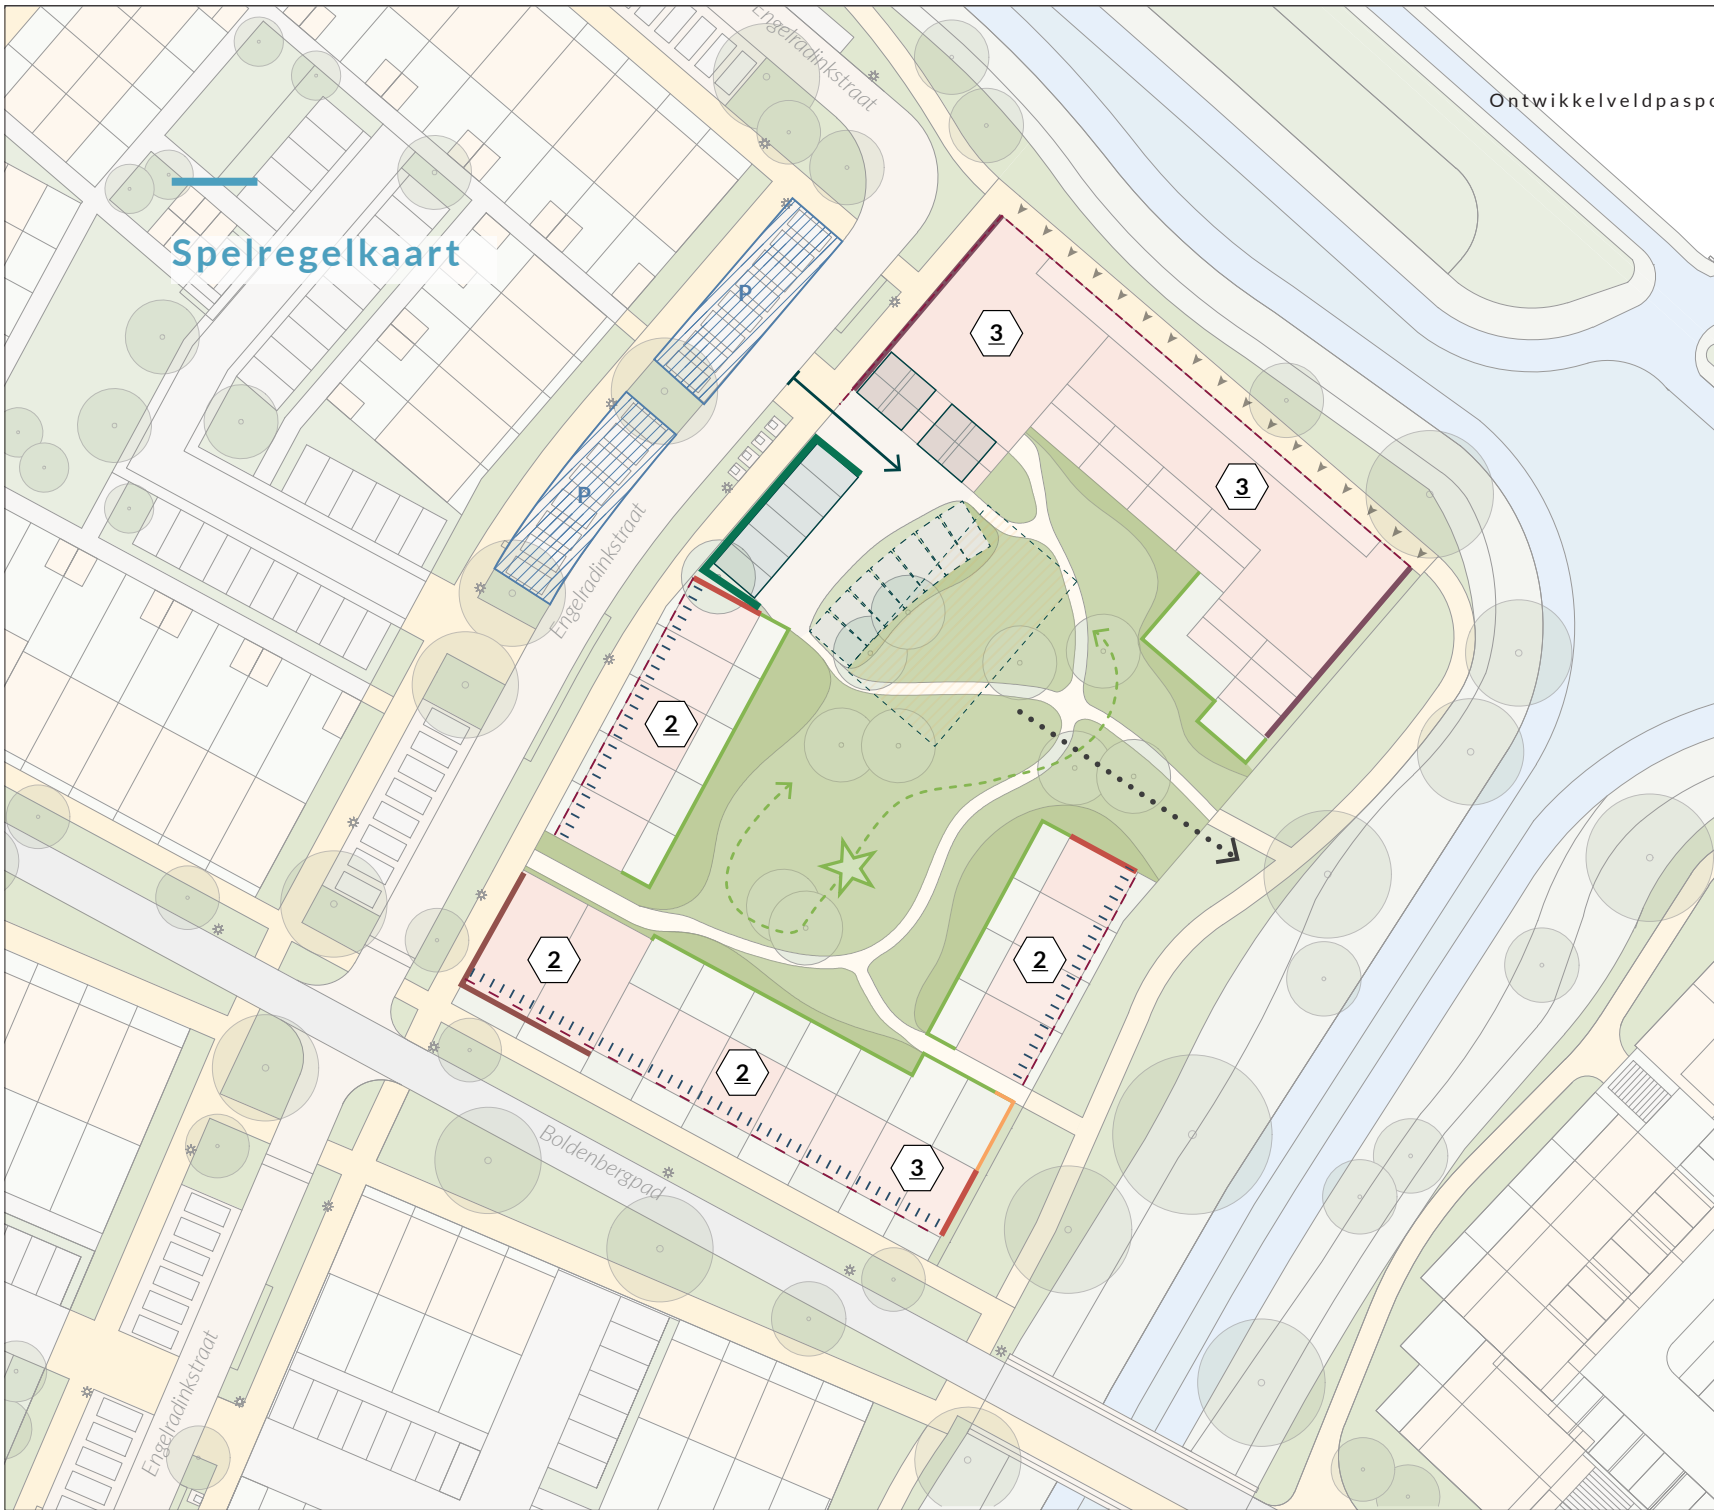 Engelradinkstraat
Ontwikkelveldpaspo
Spelregelkaart
P
3
3
P
Engelradinkstraat
2
2
2
2
3
Boldenbergpad
Engelradinkstraat